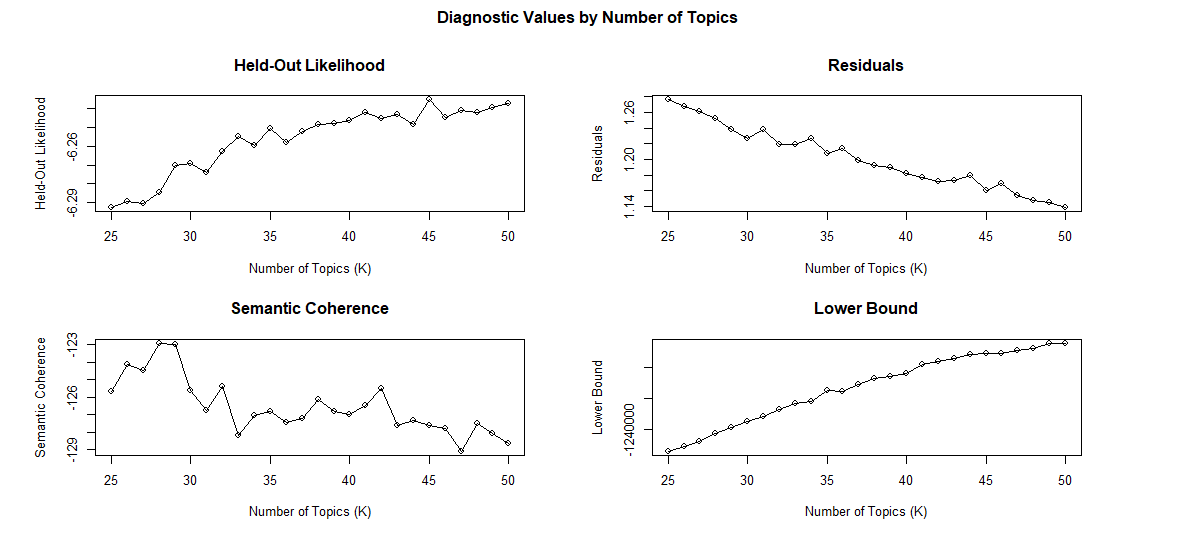 Diagnostic Values by Number of Topics
Held-Out Likelihood
Held-Out Likelihood
-6.26
-6.29
25 30 35 40 45 50
Number of Topics (K)
Residuals
Residuals
1.26
1.20
1.14
25 30 35 40 45 50
Number of Topics (K)
Semantic Coherence
Semantic Coherence
-123
-126
-129
25 30 35 40 45 50
Number of Topics (K)
Lower Bound
Lower Bound
-1240000
25 30 35 40 45 50
Number of Topics (K)